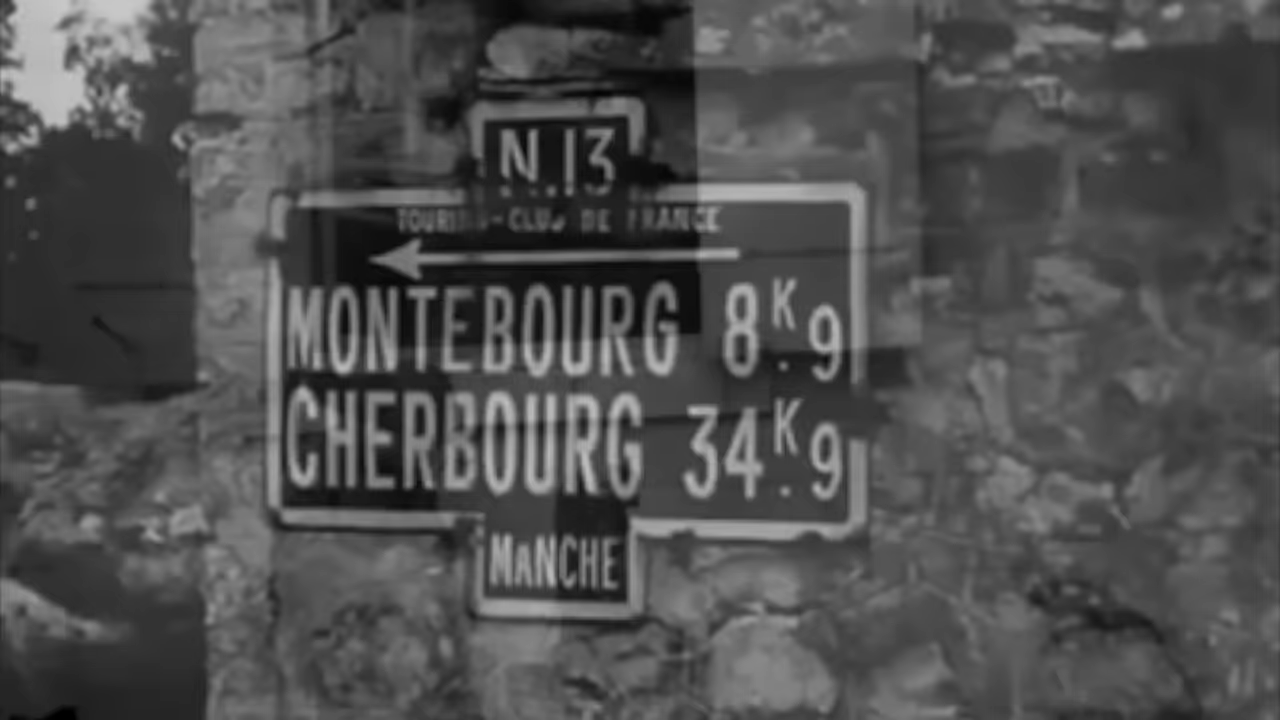 N.13
TOURING-CLUB DE FRANCE
MONTEBOURG 8K.9
CHERBOURG 34K.9
MANCHE